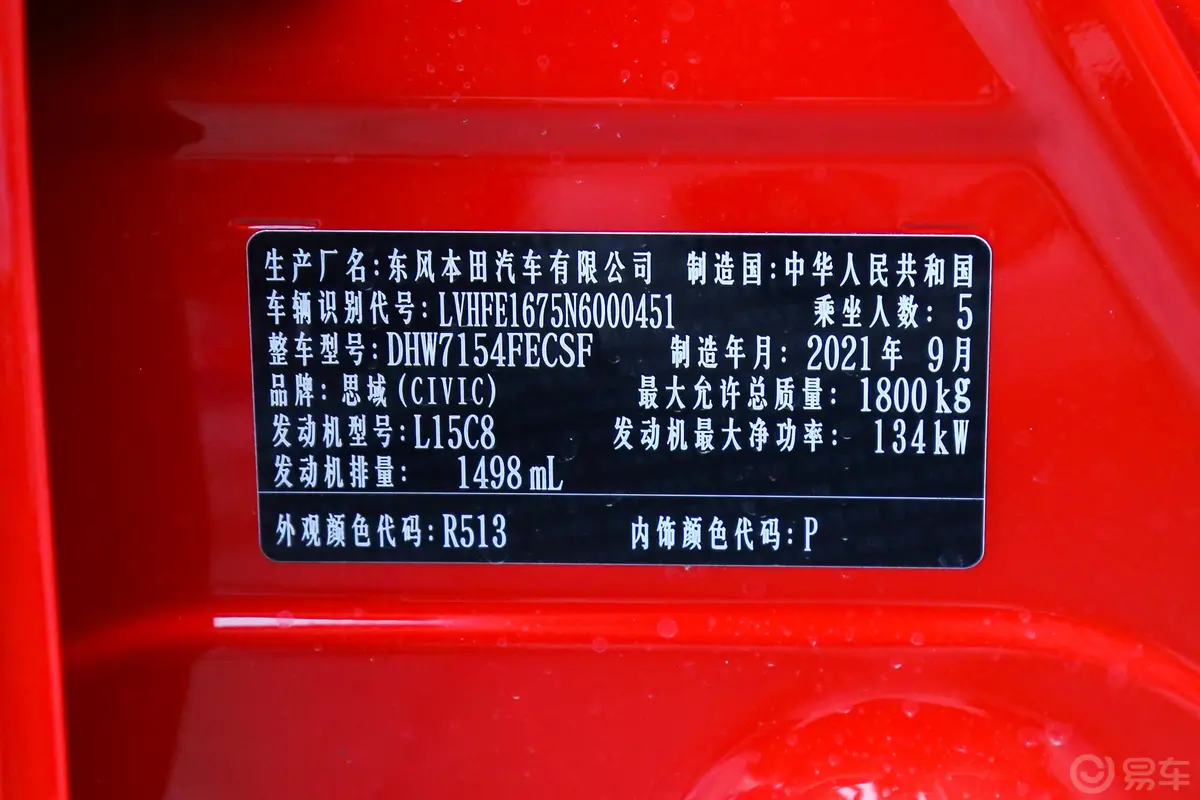 生产厂名:东风本田汽车有限公司 制造国:中华人民共和国
车辆识别代号:LVHFE1675N6000451 乘坐人数:5
整车型号:DHW7154FECSF 制造年月:2021年 9月
品牌:思域(CIVIC) 最大允许总质量:1800kg
发动机型号:L15C8 发动机最大净功率:134kW
发动机排量: 1498mL
外观颜色代码:R513 内饰颜色代码:P
易车